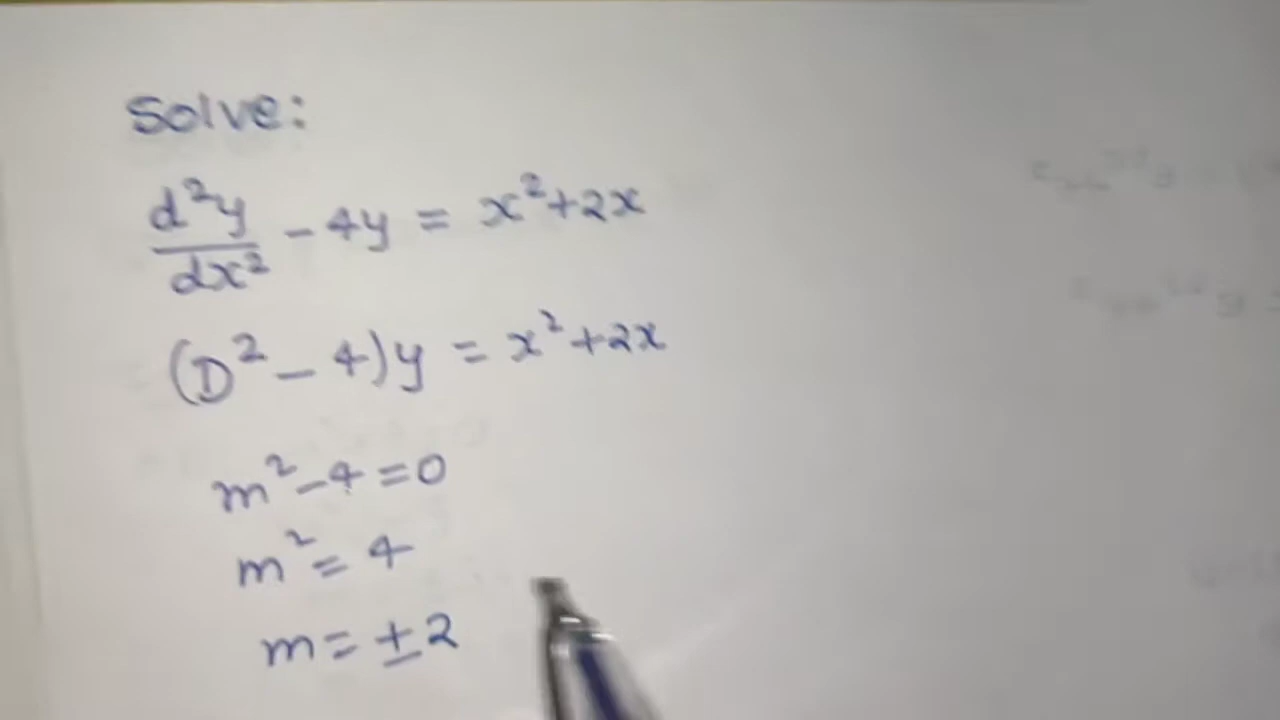 Solve:
d²y/dx² - 4y = x²+2x
(D² - 4)y = x²+2x
m² - 4 = 0
m² = 4
m = ±2